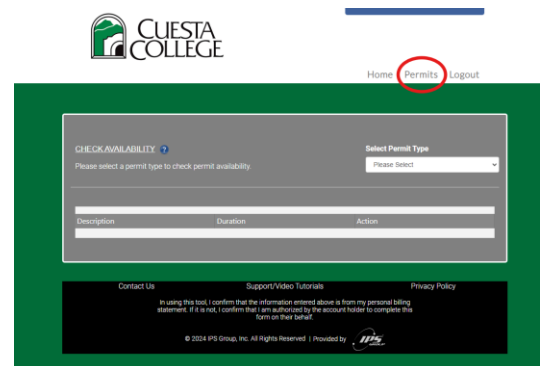 CUESTA
COLLEGE
Home Permits Logout
CHECK AVAILABILITY ?
Select Permit Type
Please select a permit type to check permit availability.
Please Select
Description Duration Action
Contact Us Support/Video Tutorials Privacy Policy
In using this tool, I confirm that the information entered above is from my personal billing
statement. If it is not, I confirm that I am authorized by the account holder to complete this
form on their behalf.
© 2024 IPS Group, Inc. All Rights Reserved | Provided by IPS
GROUP